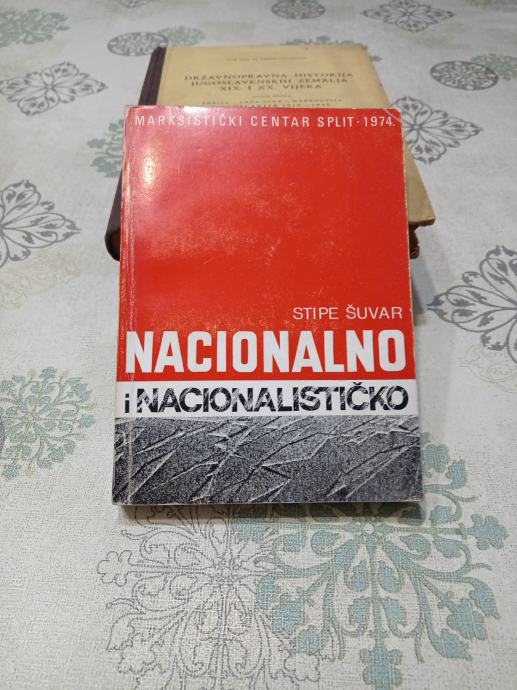 DRŽAVNOPRAVNA HISTORIJA
JUGOSLAVENSKIH ZEMALJA
XIX. I XX. VIJEKA
MARKSISTIČKI CENTAR SPLIT · 1974.
STIPE ŠUVAR
NACIONALNO
i NACIONALISTIČKO